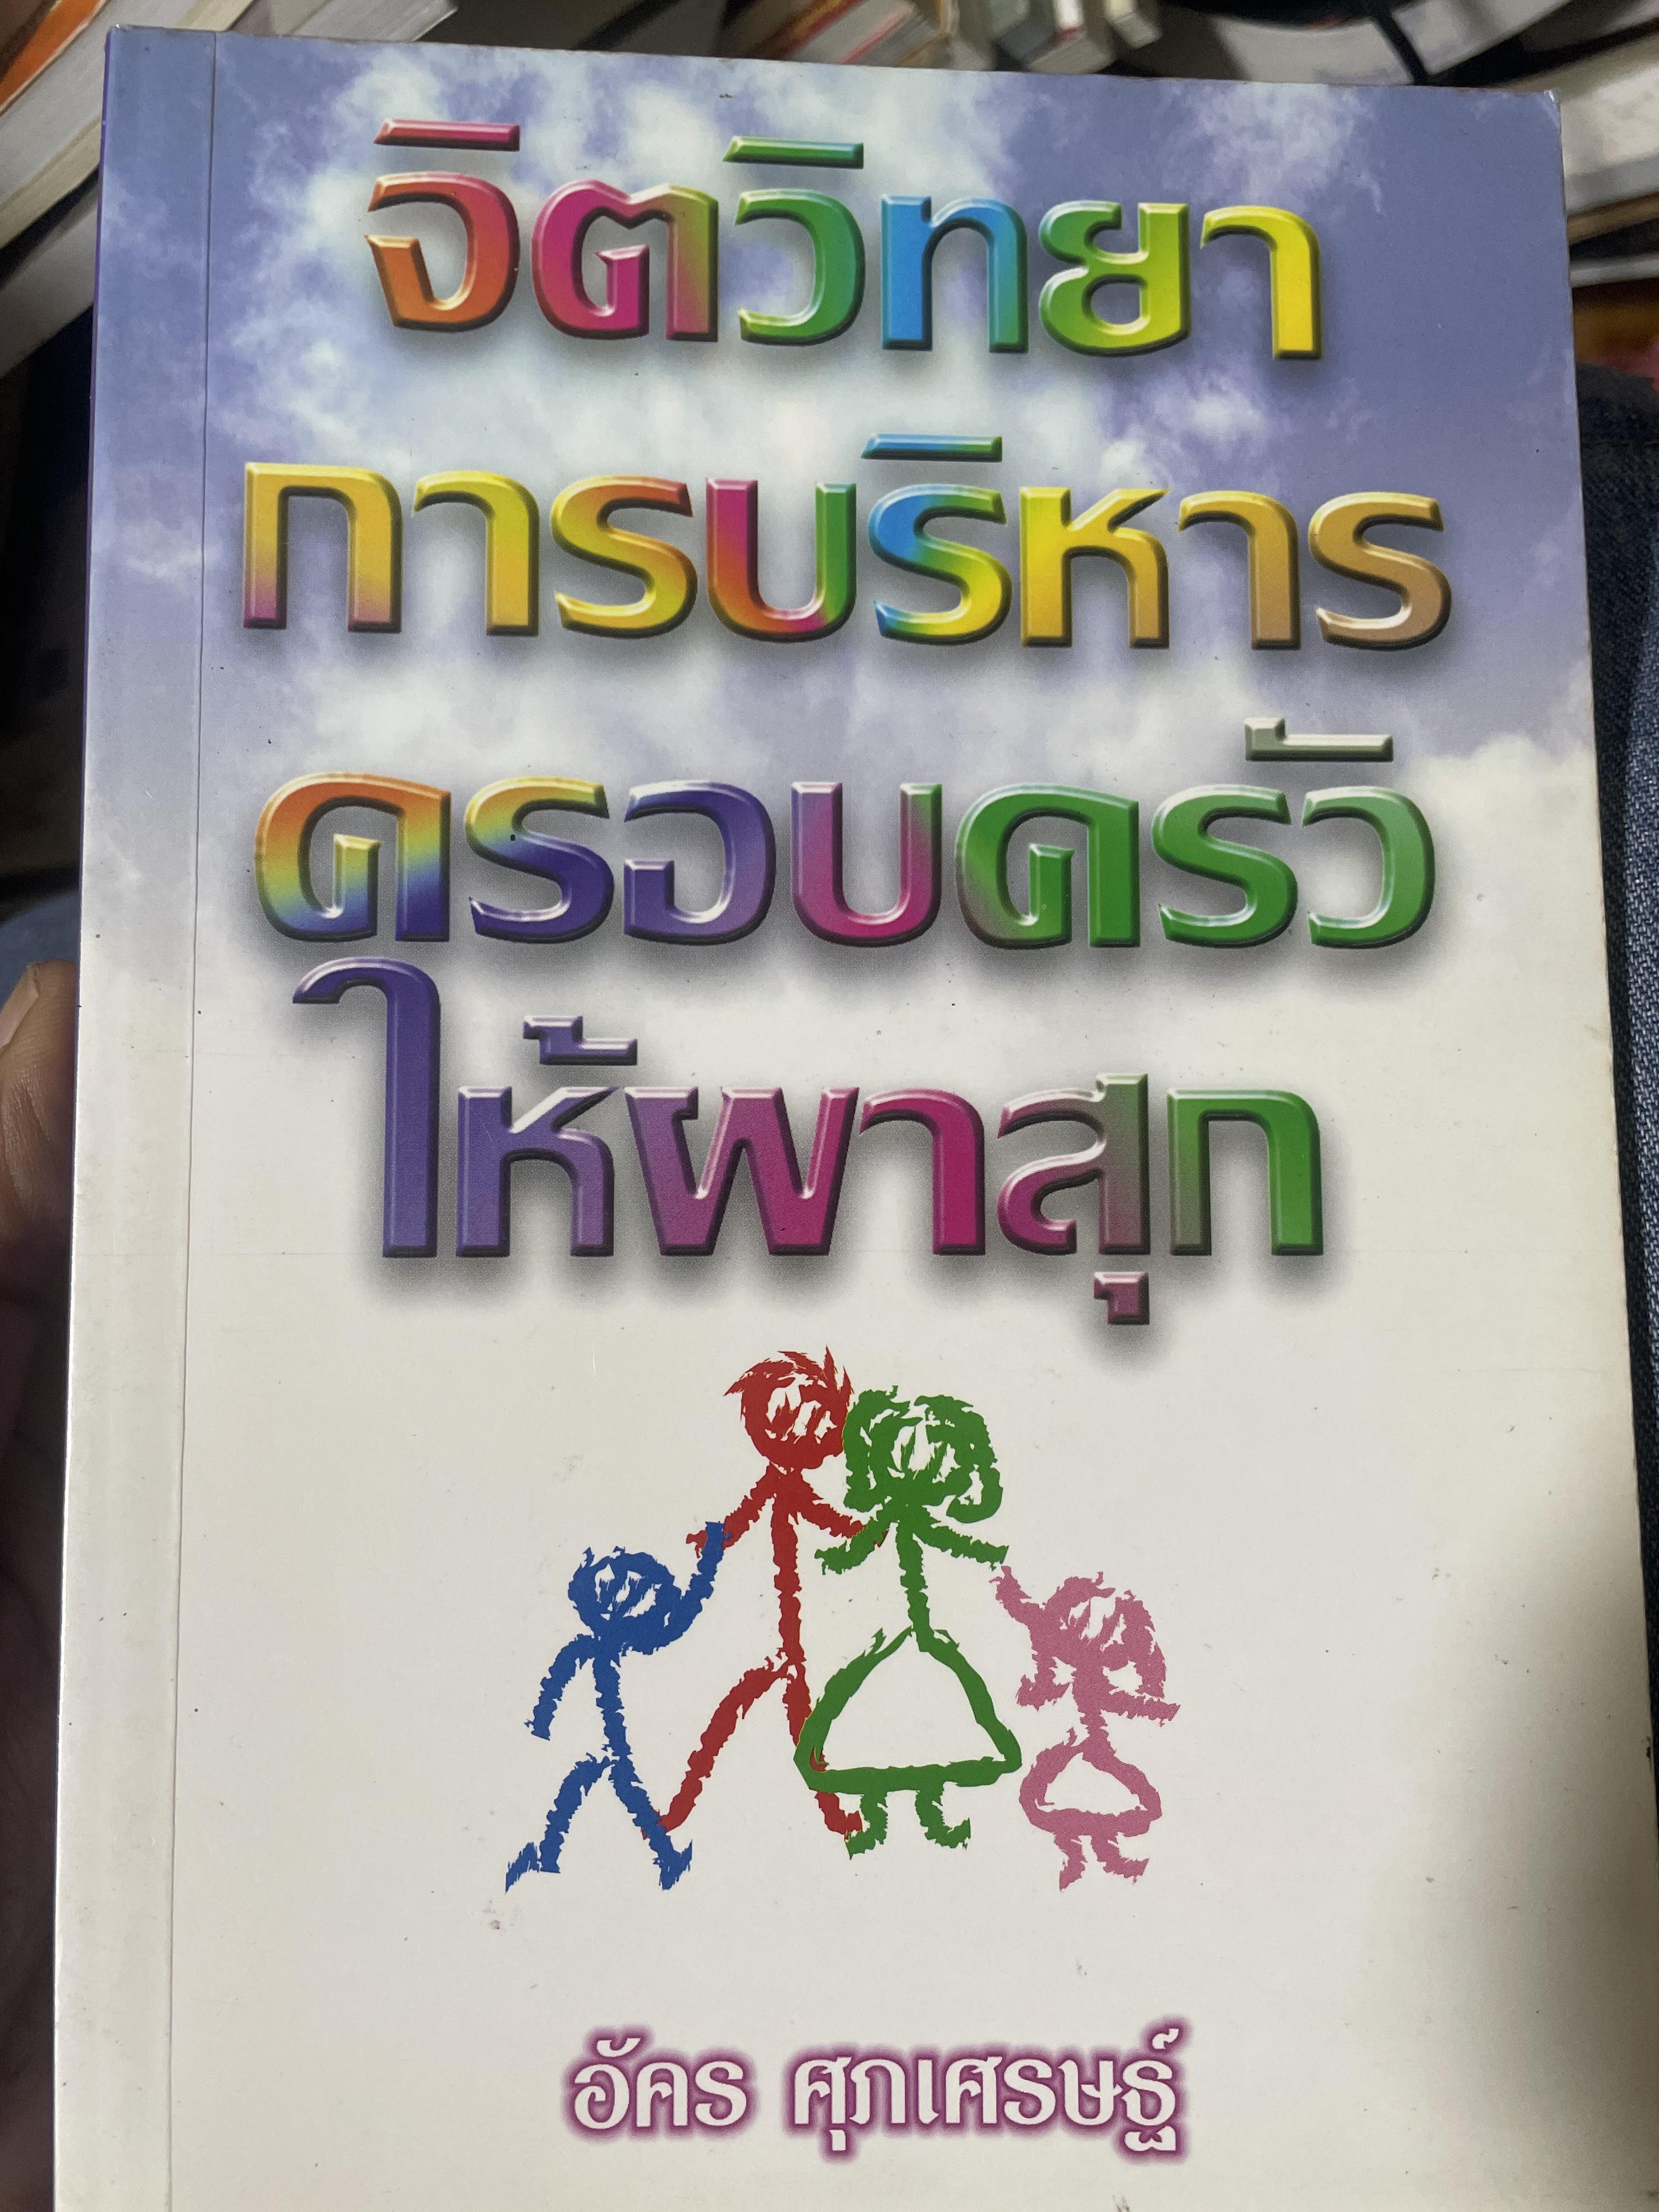 จิตวิทยา
การบริหาร
ครอบครัว
ให้ผาสุก
อัคร ศุภเศรษฐ์